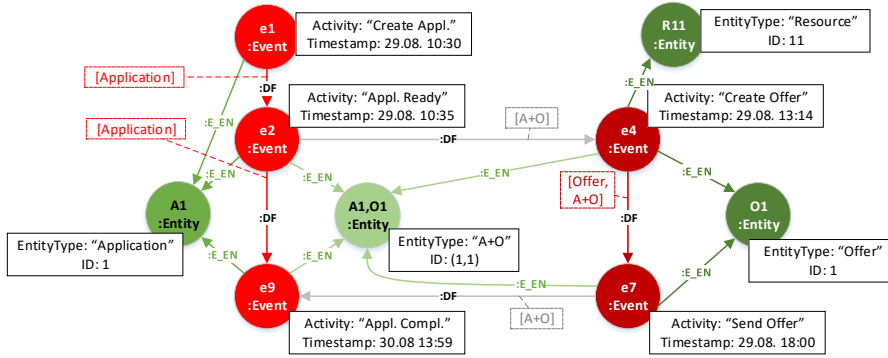 e1
:Event
Activity: “Create Appl.”
Timestamp: 29.08. 10:30
R11
:Entity
EntityType: “Resource”
ID: 11
[Application]
:DF
:E_EN
Activity: “Appl. Ready”
Timestamp: 29.08. 10:35
Activity: “Create Offer”
Timestamp: 29.08. 13:14
[Application]
e2
:Event
[A+O]
:DF
e4
:Event
:E_EN
:E_EN
:E_EN
:E_EN
:E_EN
[Offer,
A+O]
A1
:Entity
:DF
A1,O1
:Entity
:DF
O1
:Entity
EntityType: “Application”
ID: 1
EntityType: “A+O”
ID: (1,1)
EntityType: “Offer”
ID: 1
:E_EN
:E_EN
:E_EN
:E_EN
e9
:Event
:DF
e7
:Event
[A+O]
Activity: “Appl. Compl.”
Timestamp: 30.08 13:59
Activity: “Send Offer”
Timestamp: 29.08. 18:00